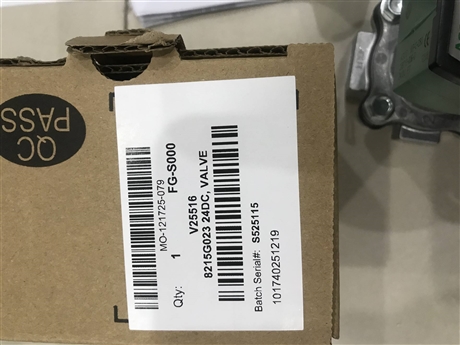 QC
PASS
MO-121725-079
FG-S000
Qty: 1
V25516
8215G023 24DC, VALVE
Batch Serial#: S525115
101740251219